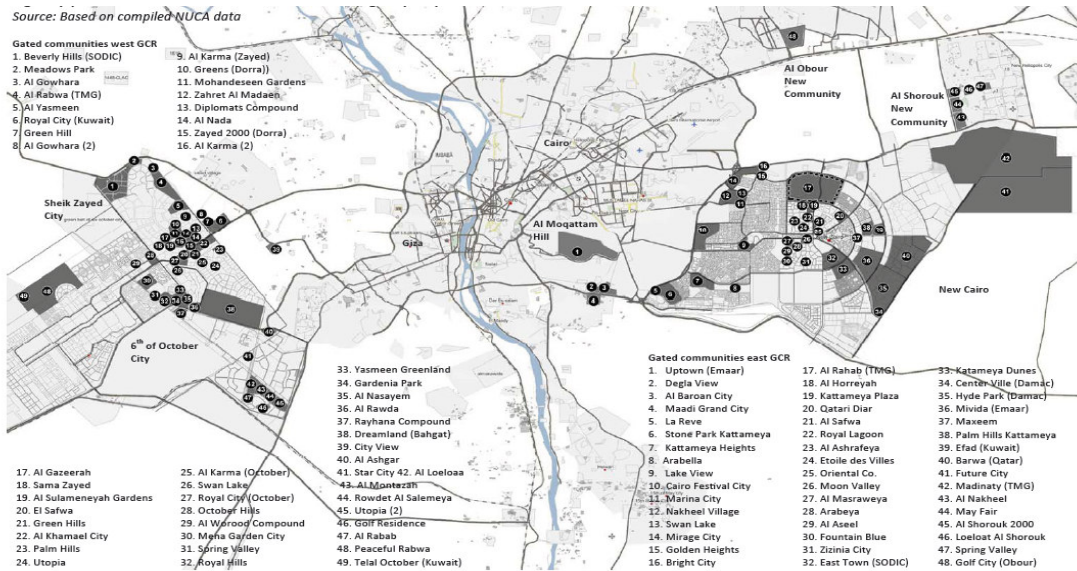 Source: Based on compiled NUCA data
Gated communities west GCR
1. Beverly Hills (SODIC)
2. Meadows Park
3. Al Gowhara
4. Al Rabwa (TMG)
5. Al Yasmeen
6. Royal City (Kuwait)
7. Green Hill
8. Al Gowhara (2)
9. Al Karma (Zayed)
10. Greens (Dorra))
11. Mohandeseen Gardens
12. Zahret Al Madaen
13. Diplomats Compound
14. Al Nada
15. Zayed 2000 (Dorra)
16. Al Karma (2)
Sheik Zayed
City
6th of October
City
Giza
Cairo
Al Moqattam
Hill
Al Obour
New
Community
Al Shorouk
New
Community
New Cairo
17. Al Gazeerah
18. Sama Zayed
19. Al Sulameneyah Gardens
20. El Safwa
21. Green Hills
22. Al Khamael City
23. Palm Hills
24. Utopia
25. Al Karma (October)
26. Swan Lake
27. Royal City (October)
28. October Hills
29. Al Worood Compound
30. Mena Garden City
31. Spring Valley
32. Royal Hills
33. Yasmeen Greenland
34. Gardenia Park
35. Al Nasayem
36. Al Rawda
37. Rayhana Compound
38. Dreamland (Bahgat)
39. City View
40. Al Ashgar
41. Star City 42. Al Loeloaa
43. Al Montazah
44. Rowdet Al Salemeya
45. Utopia (2)
46. Golf Residence
47. Al Rabab
48. Peaceful Rabwa
49. Telal October (Kuwait)
Gated communities east GCR
1. Uptown (Emaar)
2. Degla View
3. Al Baroan City
4. Maadi Grand City
5. La Reve
6. Stone Park Kattameya
7. Kattameya Heights
8. Arabella
9. Lake View
10. Cairo Festival City
11. Marina City
12. Nakheel Village
13. Swan Lake
14. Mirage City
15. Golden Heights
16. Bright City
17. Al Rahab (TMG)
18. Al Horreyah
19. Kattameya Plaza
20. Qatari Diar
21. Al Safwa
22. Royal Lagoon
23. Al Ashrafeya
24. Etoile des Villes
25. Oriental Co.
26. Moon Valley
27. Al Masraweya
28. Arabeya
29. Al Aseel
30. Fountain Blue
31. Zizinia City
32. East Town (SODIC)
33. Katameya Dunes
34. Center Ville (Damac)
35. Hyde Park (Damac)
36. Mivida (Emaar)
37. Maxeem
38. Palm Hills Kattameya
39. Efad (Kuwait)
40. Barwa (Qatar)
41. Future City
42. Madinaty (TMG)
43. Al Nakheel
44. May Fair
45. Al Shorouk 2000
46. Loeloat Al Shorouk
47. Spring Valley
48. Golf City (Obour)